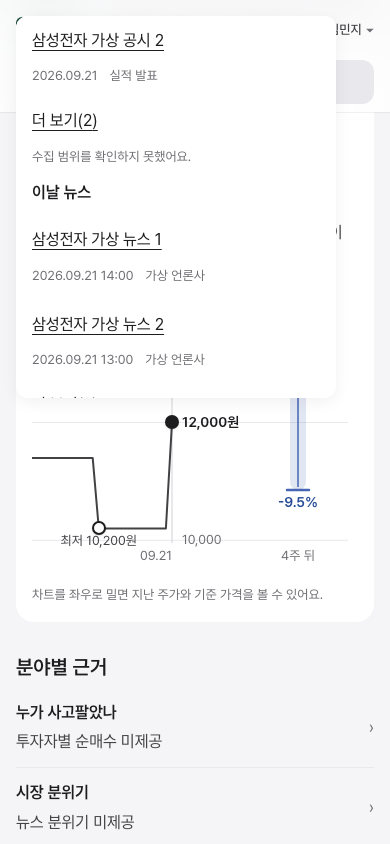 민지
삼성전자 가상 공시 2
2026.09.21 실적 발표
더 보기(2)
수집 범위를 확인하지 못했어요.
이날 뉴스
삼성전자 가상 뉴스 1
2026.09.21 14:00 가상 언론사
삼성전자 가상 뉴스 2
2026.09.21 13:00 가상 언론사
12,000원
-9.5%
최저 10,200원
10,000
09.21
4주 뒤
차트를 좌우로 밀면 지난 주가와 기준 가격을 볼 수 있어요.
분야별 근거
누가 사고팔았나
투자자별 순매수 미제공
시장 분위기
뉴스 분위기 미제공